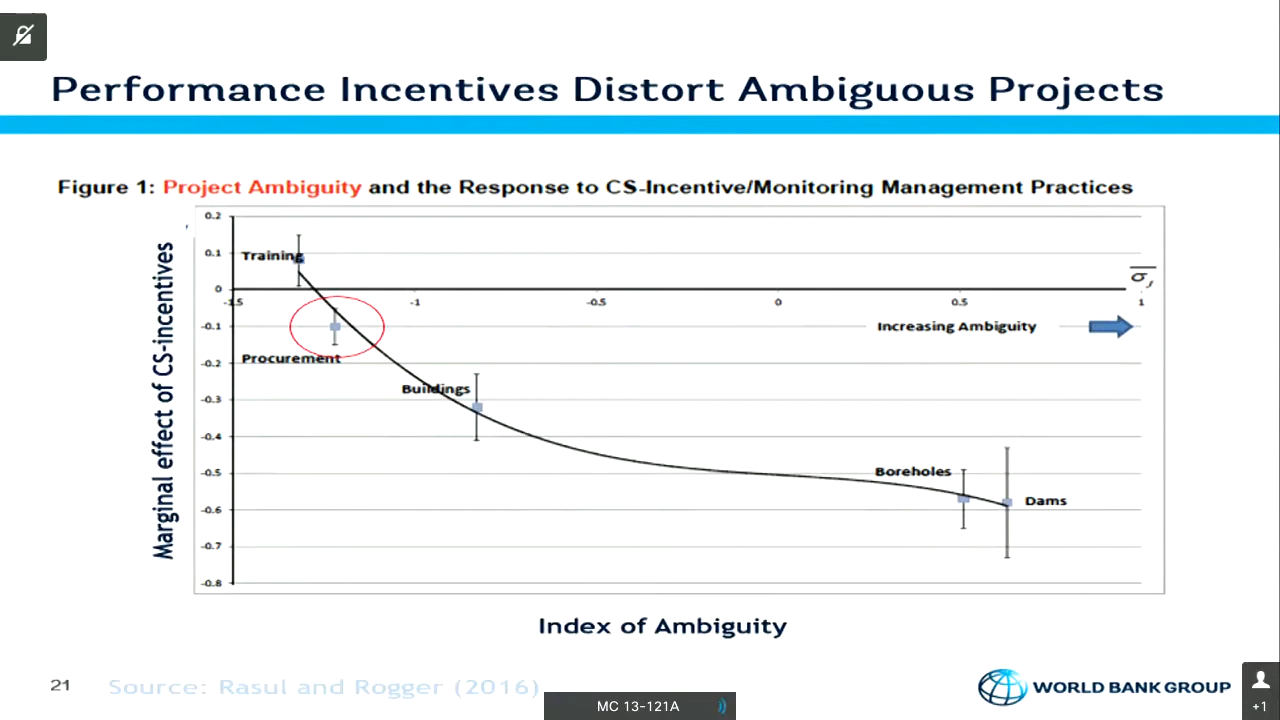 Performance Incentives Distort Ambiguous Projects
Figure 1: Project Ambiguity and the Response to CS-Incentive/Monitoring Management Practices
Marginal effect of CS-incentives
0.2
0.1
0
-0.1
-0.2
-0.3
-0.4
-0.5
-0.6
-0.7
-0.8
-1.5
-1
-0.5
0
0.5
1
Training
Procurement
Buildings
Boreholes
Dams
Increasing Ambiguity
Index of Ambiguity
21
Source: Rasul and Rogger (2016)
WORLD BANK GROUP
MC 13-121A
+1